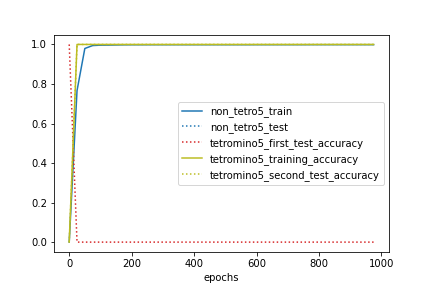 1.0
0.8
0.6
0.4
0.2
0.0
non_tetro5_train
non_tetro5_test
tetromino5_first_test_accuracy
tetromino5_training_accuracy
tetromino5_second_test_accuracy
0 200 400 600 800 1000
epochs